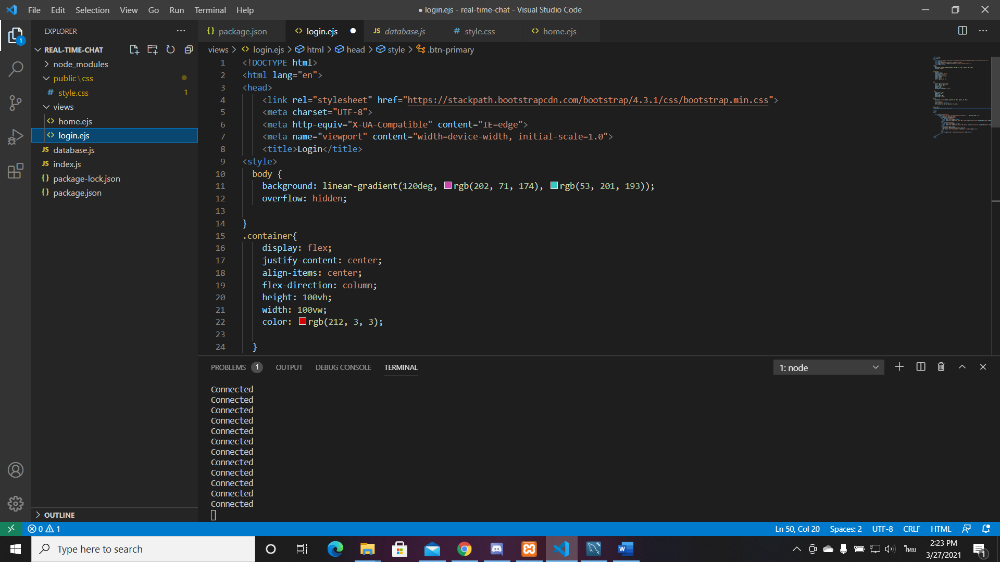 File Edit Selection View Go Run Terminal Help
● login.ejs - real-time-chat - Visual Studio Code
EXPLORER
REAL-TIME-CHAT
node_modules
public\css
style.css 1
views
home.ejs
login.ejs
database.js
index.js
package-lock.json
package.json
OUTLINE
1
package.json login.ejs database.js style.css home.ejs
views > login.ejs > html > head > style > .btn-primary
1 <!DOCTYPE html>
2 <html lang="en">
3 <head>
4 <link rel="stylesheet" href="https://stackpath.bootstrapcdn.com/bootstrap/4.3.1/css/bootstrap.min.css">
5 <meta charset="UTF-8">
6 <meta http-equiv="X-UA-Compatible" content="IE=edge">
7 <meta name="viewport" content="width=device-width, initial-scale=1.0">
8 <title>Login</title>
9 <style>
10 body {
11 background: linear-gradient(120deg, rgb(202, 71, 174), rgb(53, 201, 193));
12 overflow: hidden;
13
14 }
15 .container{
16 display: flex;
17 justify-content: center;
18 align-items: center;
19 flex-direction: column;
20 height: 100vh;
21 width: 100vw;
22 color: rgb(212, 3, 3);
23
24 }
PROBLEMS 1 OUTPUT DEBUG CONSOLE TERMINAL 1: node
Connected
Connected
Connected
Connected
Connected
Connected
Connected
Connected
Connected
Connected
Connected
Connected
0 1 Ln 50, Col 20 Spaces: 2 UTF-8 CRLF HTML
Type here to search
ไทย
2:23 PM
3/27/2021
1